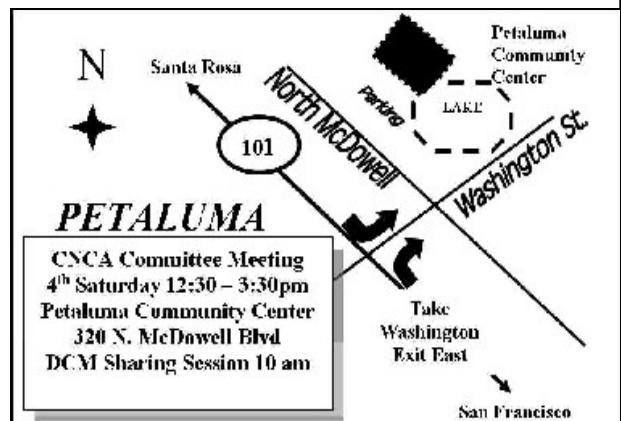 N
Santa Rosa
101
North McDowell
Parking
Petaluma
Community
Center
LAKE
Washington St.
PETALUMA
CNCA Committee Meeting
4th Saturday 12:30 – 3:30pm
Petaluma Community Center
320 N. McDowell Blvd
DCM Sharing Session 10 am
Take
Washington
Exit East
San Francisco